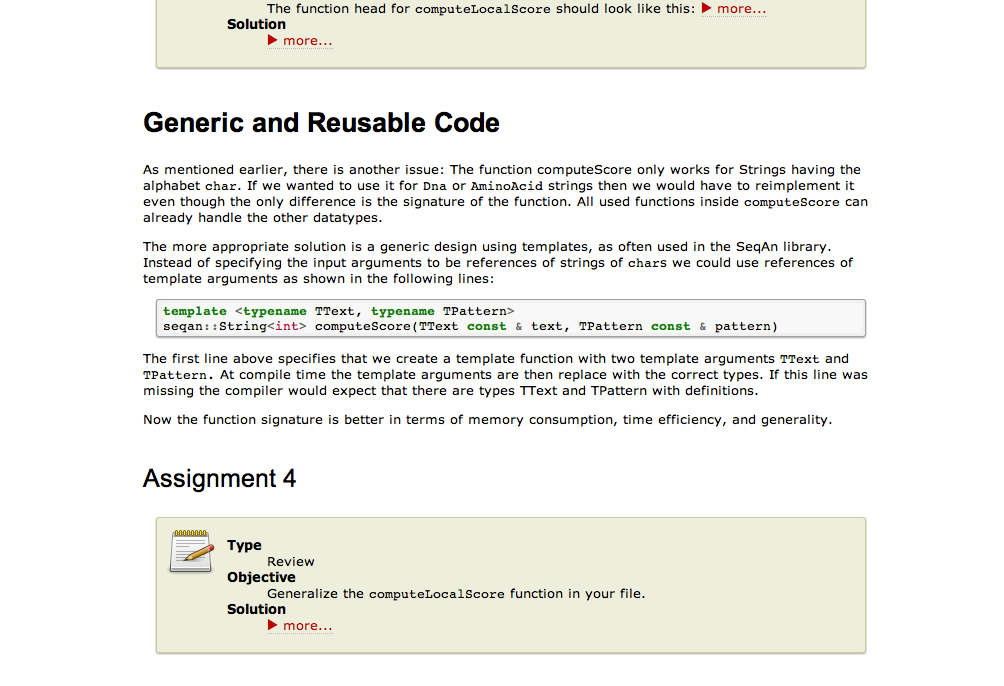 The function head for computeLocalScore should look like this: ▶ more...
Solution
▶ more...
Generic and Reusable Code
As mentioned earlier, there is another issue: The function computeScore only works for Strings having the
alphabet char. If we wanted to use it for Dna or AminoAcid strings then we would have to reimplement it
even though the only difference is the signature of the function. All used functions inside computeScore can
already handle the other datatypes.
The more appropriate solution is a generic design using templates, as often used in the SeqAn library.
Instead of specifying the input arguments to be references of strings of chars we could use references of
template arguments as shown in the following lines:
template <typename TText, typename TPattern>
seqan::String<int> computeScore(TText const & text, TPattern const & pattern)
The first line above specifies that we create a template function with two template arguments TText and
TPattern. At compile time the template arguments are then replace with the correct types. If this line was
missing the compiler would expect that there are types TText and TPattern with definitions.
Now the function signature is better in terms of memory consumption, time efficiency, and generality.
Assignment 4
Type
Review
Objective
Generalize the computeLocalScore function in your file.
Solution
▶ more...